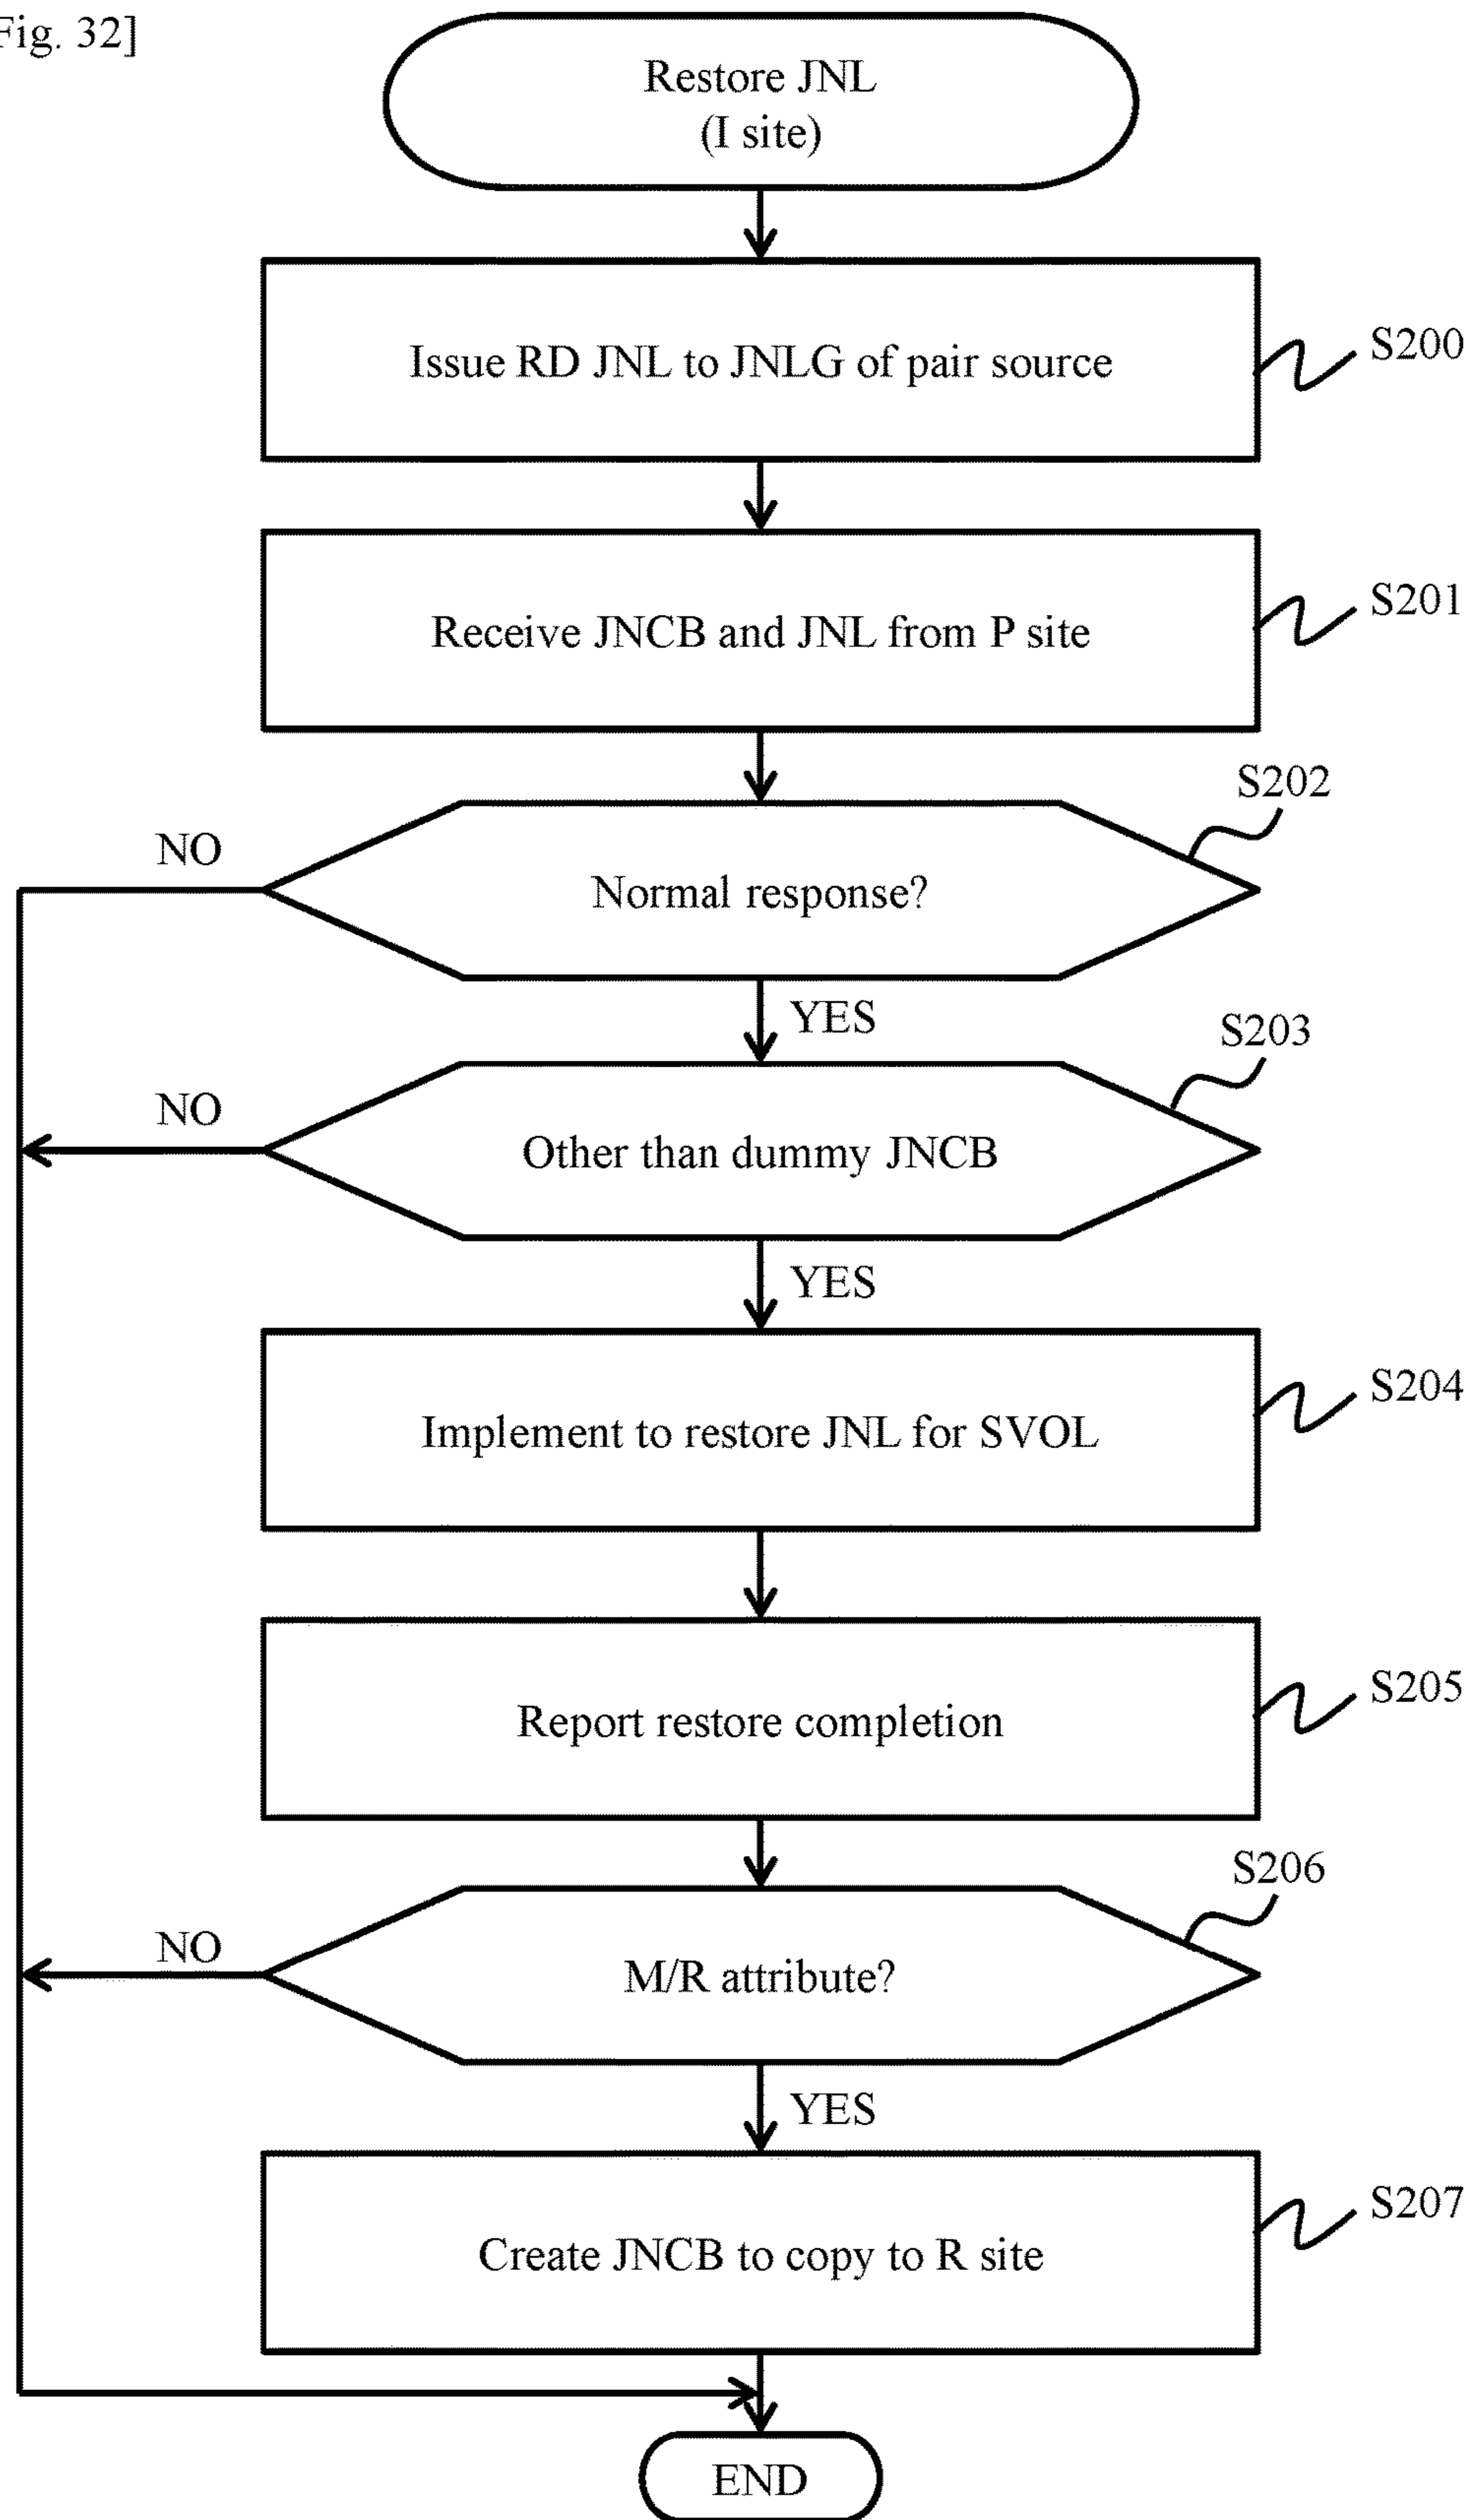 Fig. 32]
Restore JNL
(I site)
Issue RD JNL to JNLG of pair source
S200
Receive JNCB and JNL from P site
S201
S202
NO
Normal response?
YES
S203
NO
Other than dummy JNCB
YES
Implement to restore JNL for SVOL
S204
Report restore completion
S205
S206
NO
M/R attribute?
YES
Create JNCB to copy to R site
S207
END